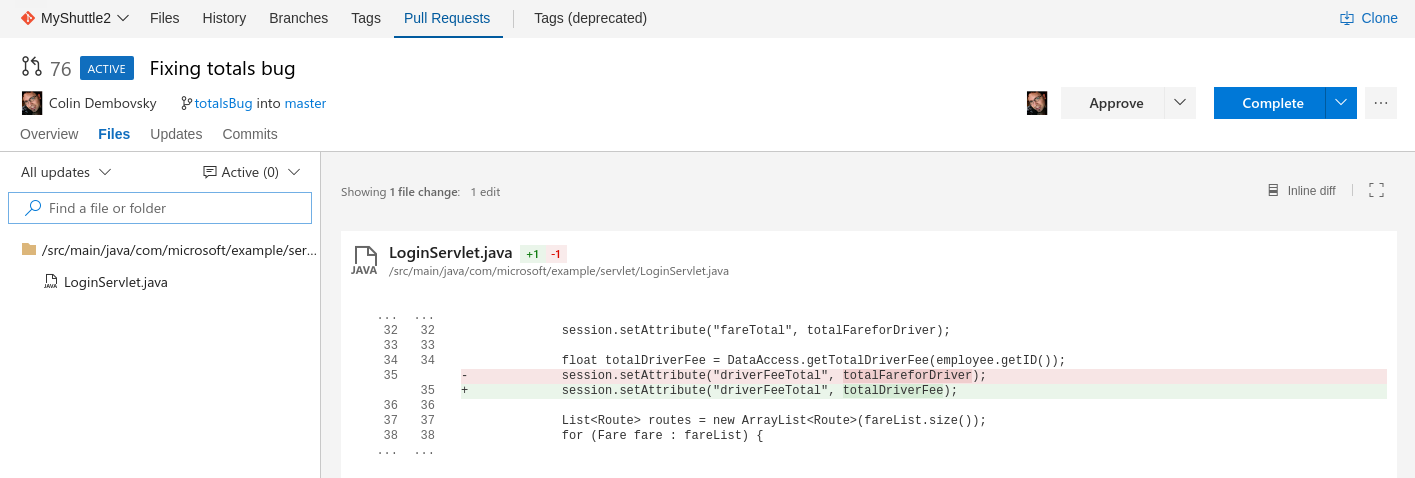 MyShuttle2 Files History Branches Tags Pull Requests Tags (deprecated) Clone
76 ACTIVE Fixing totals bug
Colin Dembovsky totalsBug into master Approve Complete ...
Overview Files Updates Commits
All updates Active (0)
Showing 1 file change: 1 edit Inline diff
Find a file or folder
/src/main/java/com/microsoft/example/ser...
LoginServlet.java
JAVA LoginServlet.java +1 -1
/src/main/java/com/microsoft/example/servlet/LoginServlet.java
... ...
32 32 session.setAttribute("fareTotal", totalFareforDriver);
33 33
34 34 float totalDriverFee = DataAccess.getTotalDriverFee(employee.getID());
35 - session.setAttribute("driverFeeTotal", totalFareforDriver);
35 + session.setAttribute("driverFeeTotal", totalDriverFee);
36 36
37 37 List<Route> routes = new ArrayList<Route>(fareList.size());
38 38 for (Fare fare : fareList) {
... ...